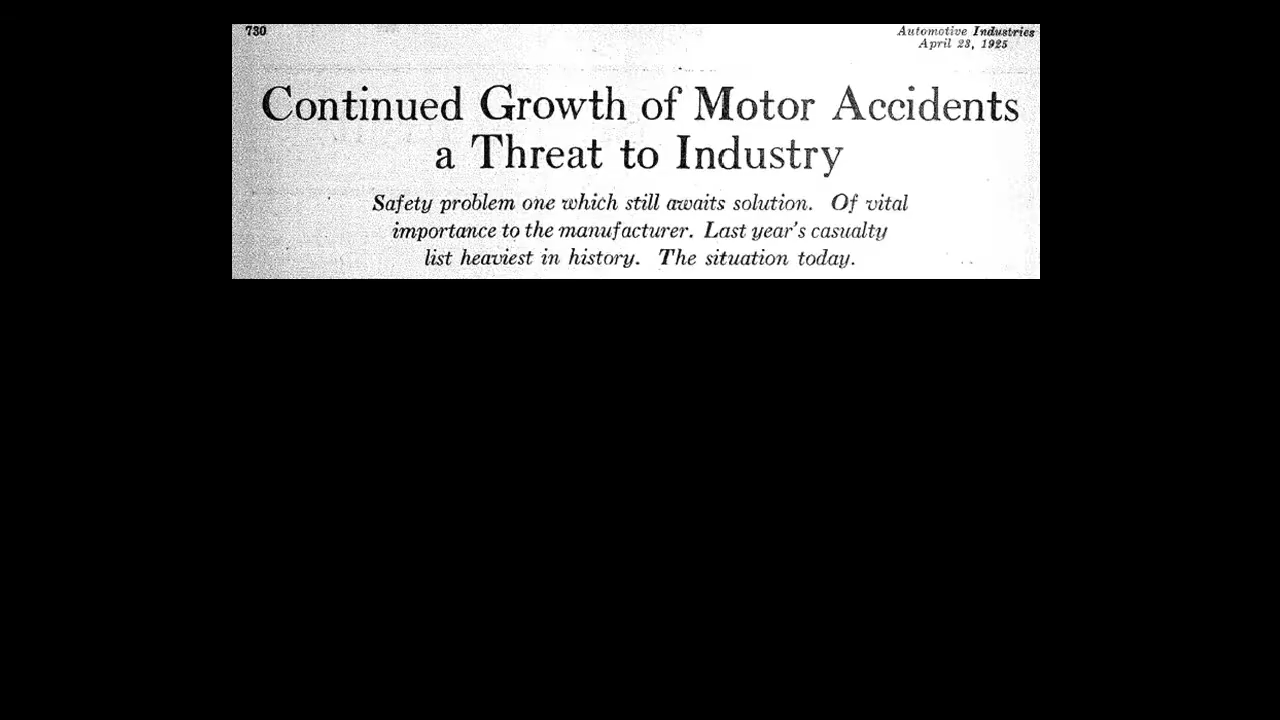 730
Automotive Industries
April 23, 1925
Continued Growth of Motor Accidents
a Threat to Industry
Safety problem one which still awaits solution. Of vital
importance to the manufacturer. Last year's casualty
list heaviest in history. The situation today.